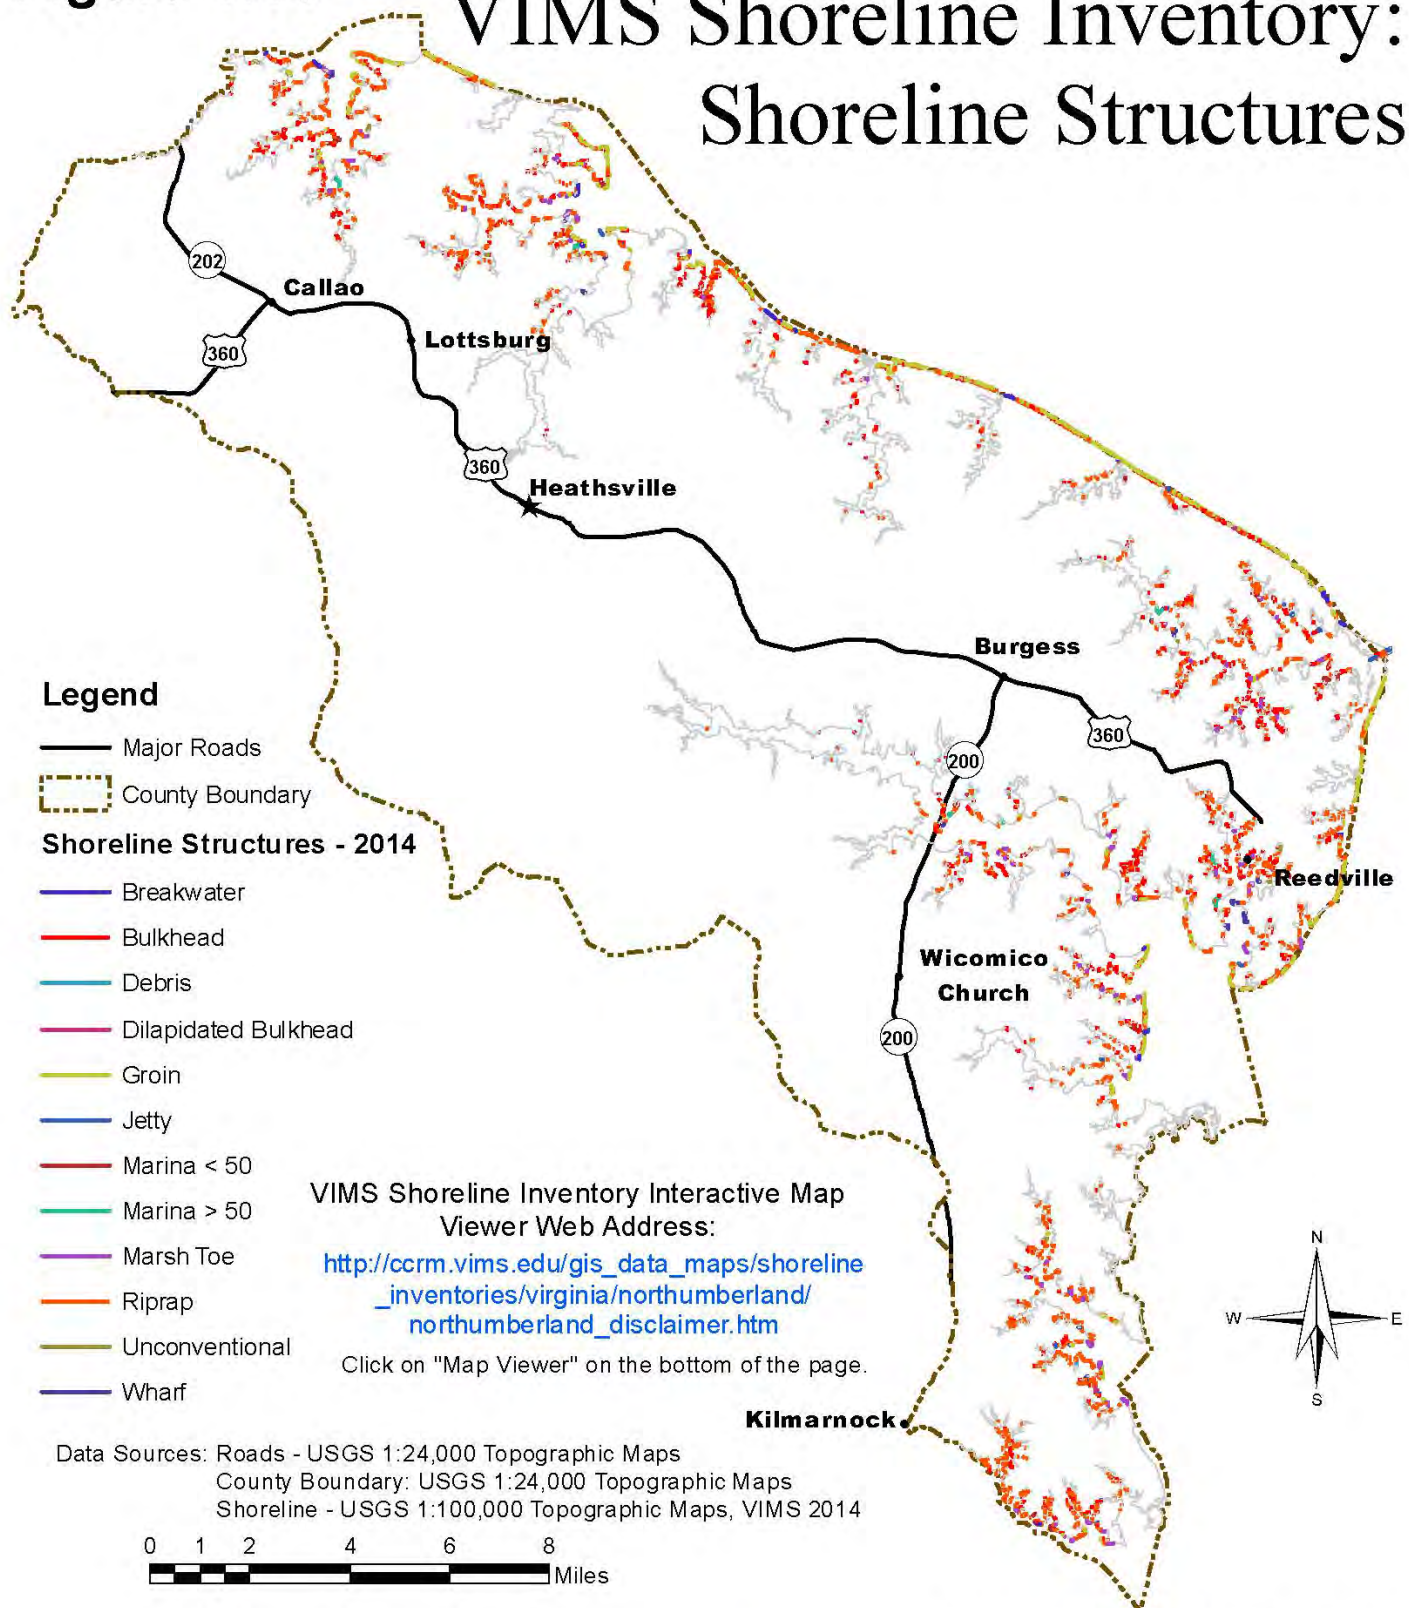 VIMS Shoreline Inventory:
Shoreline Structures
202
Callao
360
Lottsburg
360
Heathsville
Burgess
360
200
Reedville
Wicomico
Church
200
Kilmarnock
Legend
Major Roads
County Boundary
Shoreline Structures - 2014
Breakwater
Bulkhead
Debris
Dilapidated Bulkhead
Groin
Jetty
Marina < 50
Marina > 50
Marsh Toe
Riprap
Unconventional
Wharf
VIMS Shoreline Inventory Interactive Map
Viewer Web Address:
http://ccrm.vims.edu/gis_data_maps/shoreline
_inventories/virginia/northumberland/
northumberland_disclaimer.htm
Click on "Map Viewer" on the bottom of the page.
N
W E
S
Data Sources: Roads - USGS 1:24,000 Topographic Maps
County Boundary: USGS 1:24,000 Topographic Maps
Shoreline - USGS 1:100,000 Topographic Maps, VIMS 2014
0 1 2 4 6 8
Miles